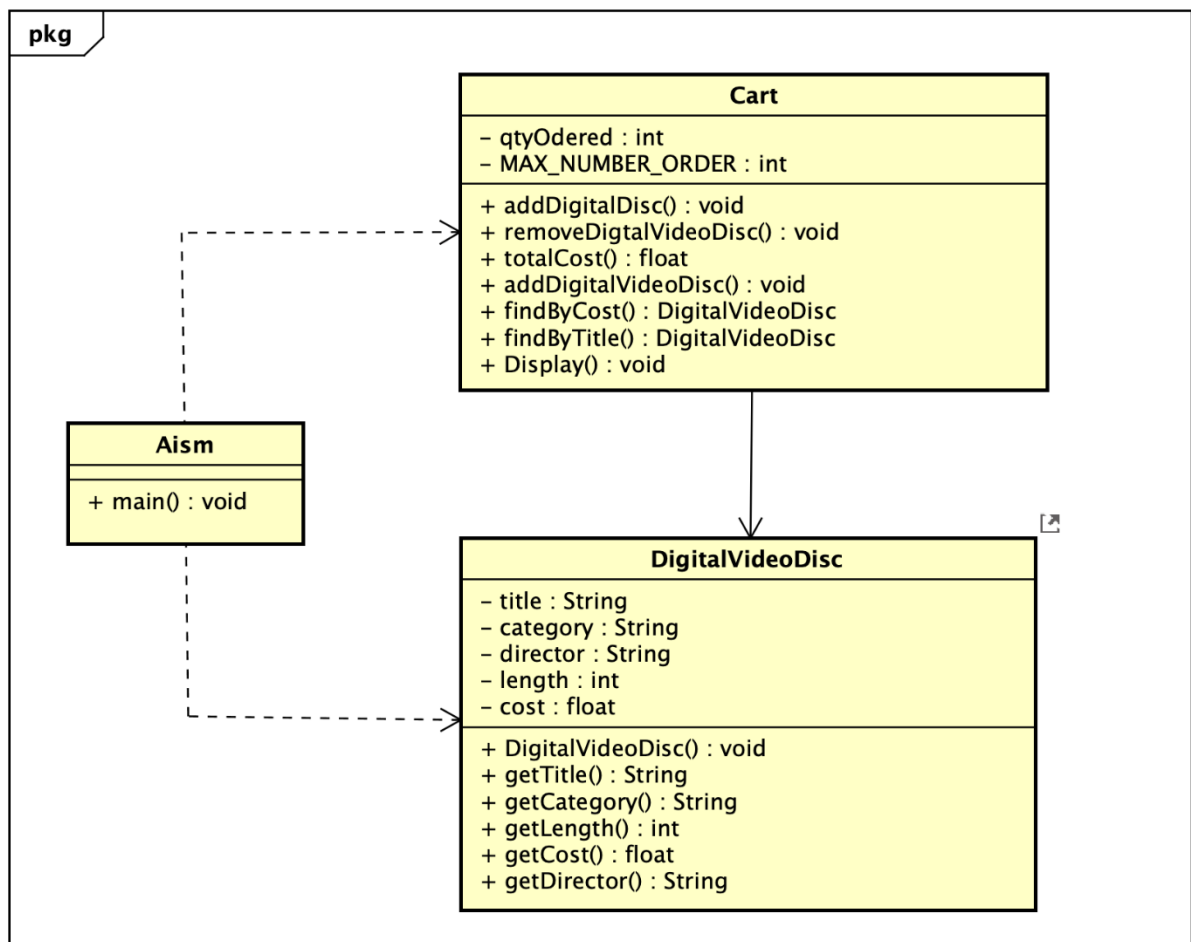 pkg
Cart
- qtyOdered : int
- MAX_NUMBER_ORDER : int
+ addDigitalDisc() : void
+ removeDigtalVideoDisc() : void
+ totalCost() : float
+ addDigitalVideoDisc() : void
+ findByCost() : DigitalVideoDisc
+ findByTitle() : DigitalVideoDisc
+ Display() : void
Aism
+ main() : void
DigitalVideoDisc
- title : String
- category : String
- director : String
- length : int
- cost : float
+ DigitalVideoDisc() : void
+ getTitle() : String
+ getCategory() : String
+ getLength() : int
+ getCost() : float
+ getDirector() : String